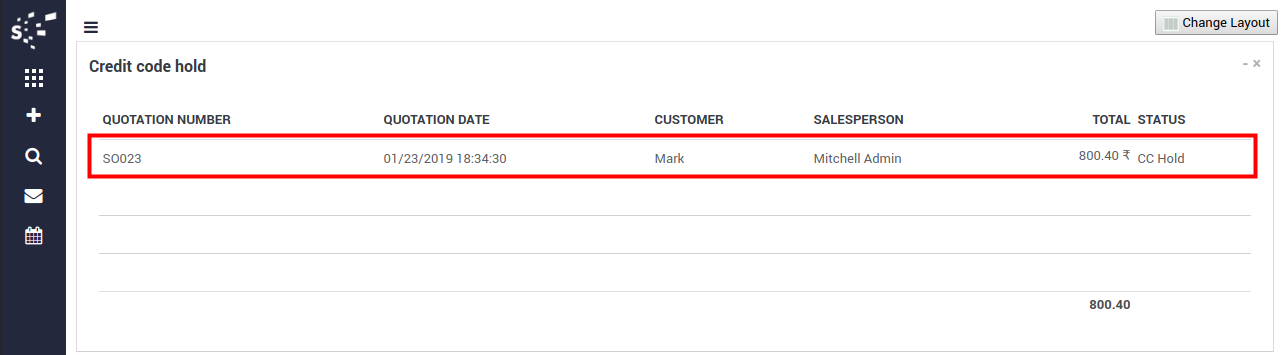 S
Change Layout
Credit code hold
QUOTATION NUMBER QUOTATION DATE CUSTOMER SALESPERSON TOTAL STATUS
SO023 01/23/2019 18:34:30 Mark Mitchell Admin 800.40 ₹ CC Hold
800.40